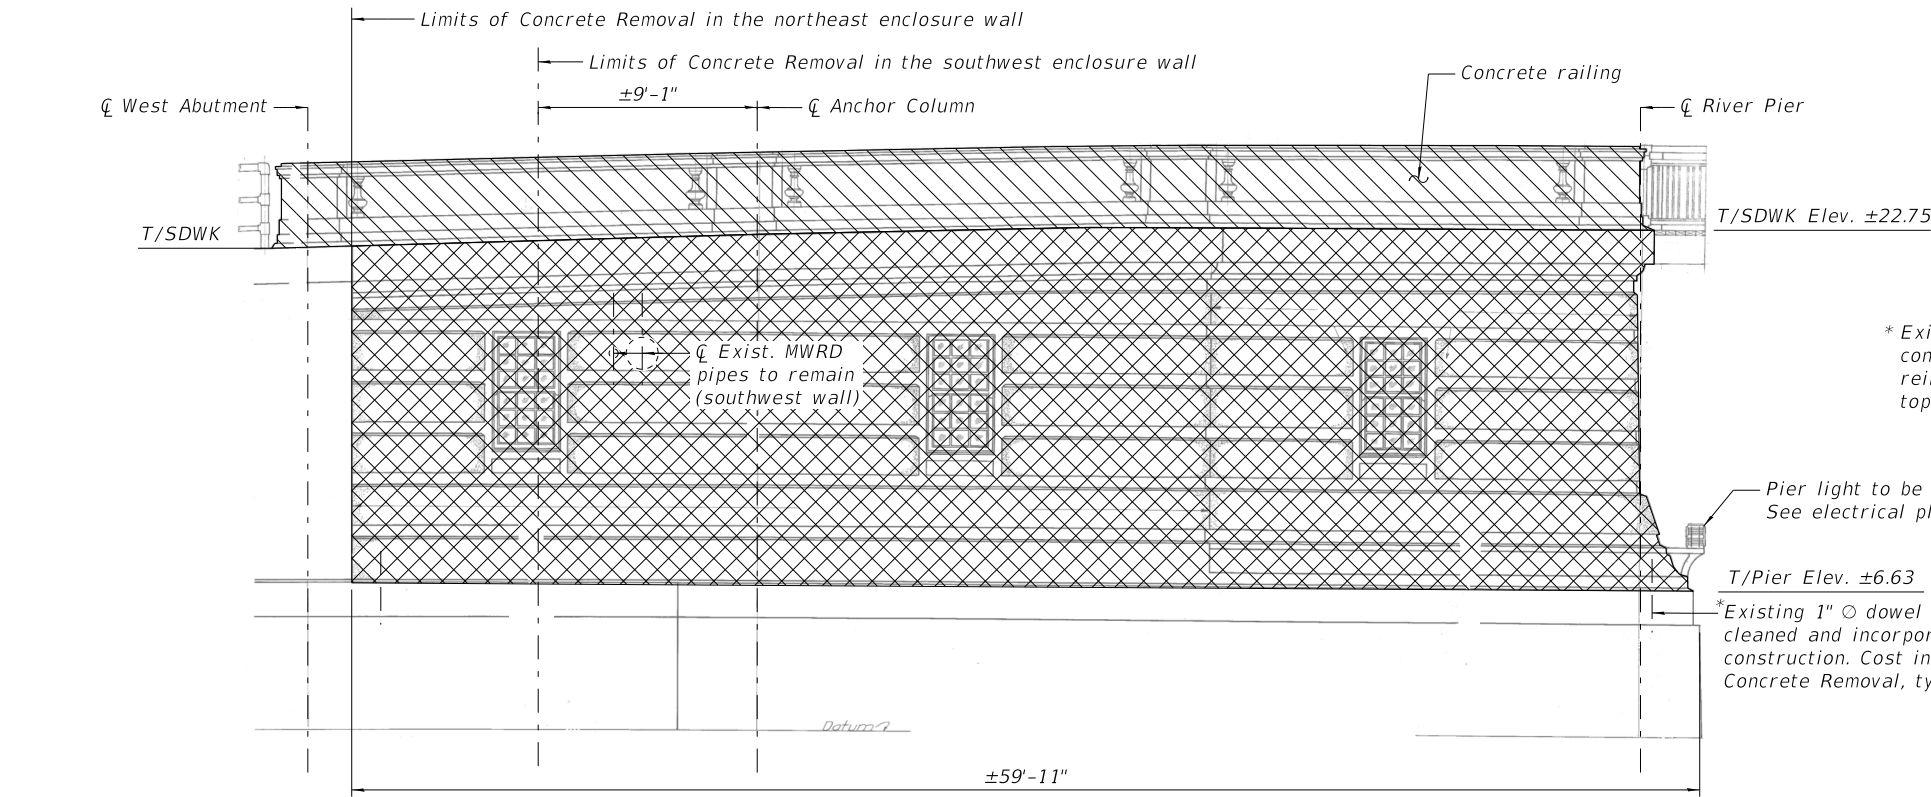 Limits of Concrete Removal in the northeast enclosure wall
Limits of Concrete Removal in the southwest enclosure wall
Concrete railing
±9'-1"
℄ West Abutment
℄ Anchor Column
℄ River Pier
T/SDWK
T/SDWK Elev. ±22.75
℄ Exist. MWRD
pipes to remain
(southwest wall)
* Exi
con
rei
top
Pier light to be
See electrical pl
T/Pier Elev. ±6.63
*Existing 1" ∅ dowel
cleaned and incorpor
construction. Cost in
Concrete Removal, ty
Datum
±59'-11"